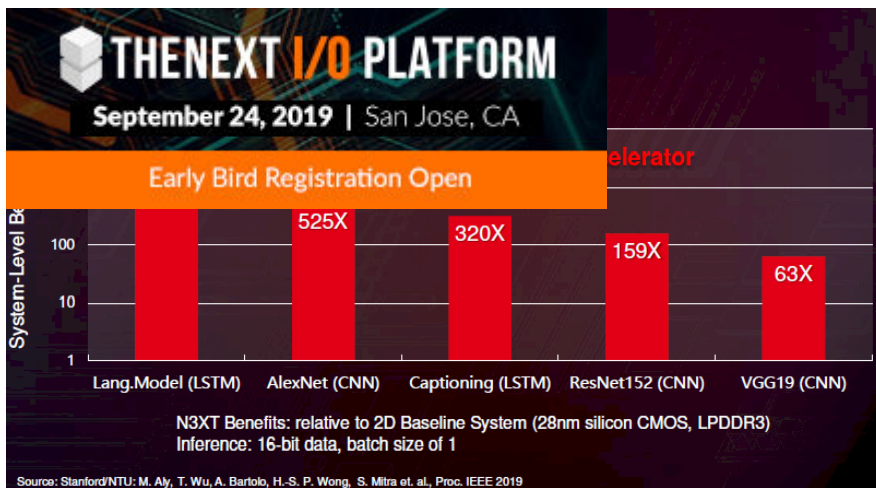 THENEXT I/O PLATFORM
September 24, 2019 | San Jose, CA
Early Bird Registration Open
elerator
System-Level Be
525X
320X
159X
63X
100
10
1
Lang.Model (LSTM) AlexNet (CNN) Captioning (LSTM) ResNet152 (CNN) VGG19 (CNN)
N3XT Benefits: relative to 2D Baseline System (28nm silicon CMOS, LPDDR3)
Inference: 16-bit data, batch size of 1
Source: Stanford/NTU: M. Aly, T. Wu, A. Bartolo, H.-S. P. Wong, S. Mitra et. al., Proc. IEEE 2019